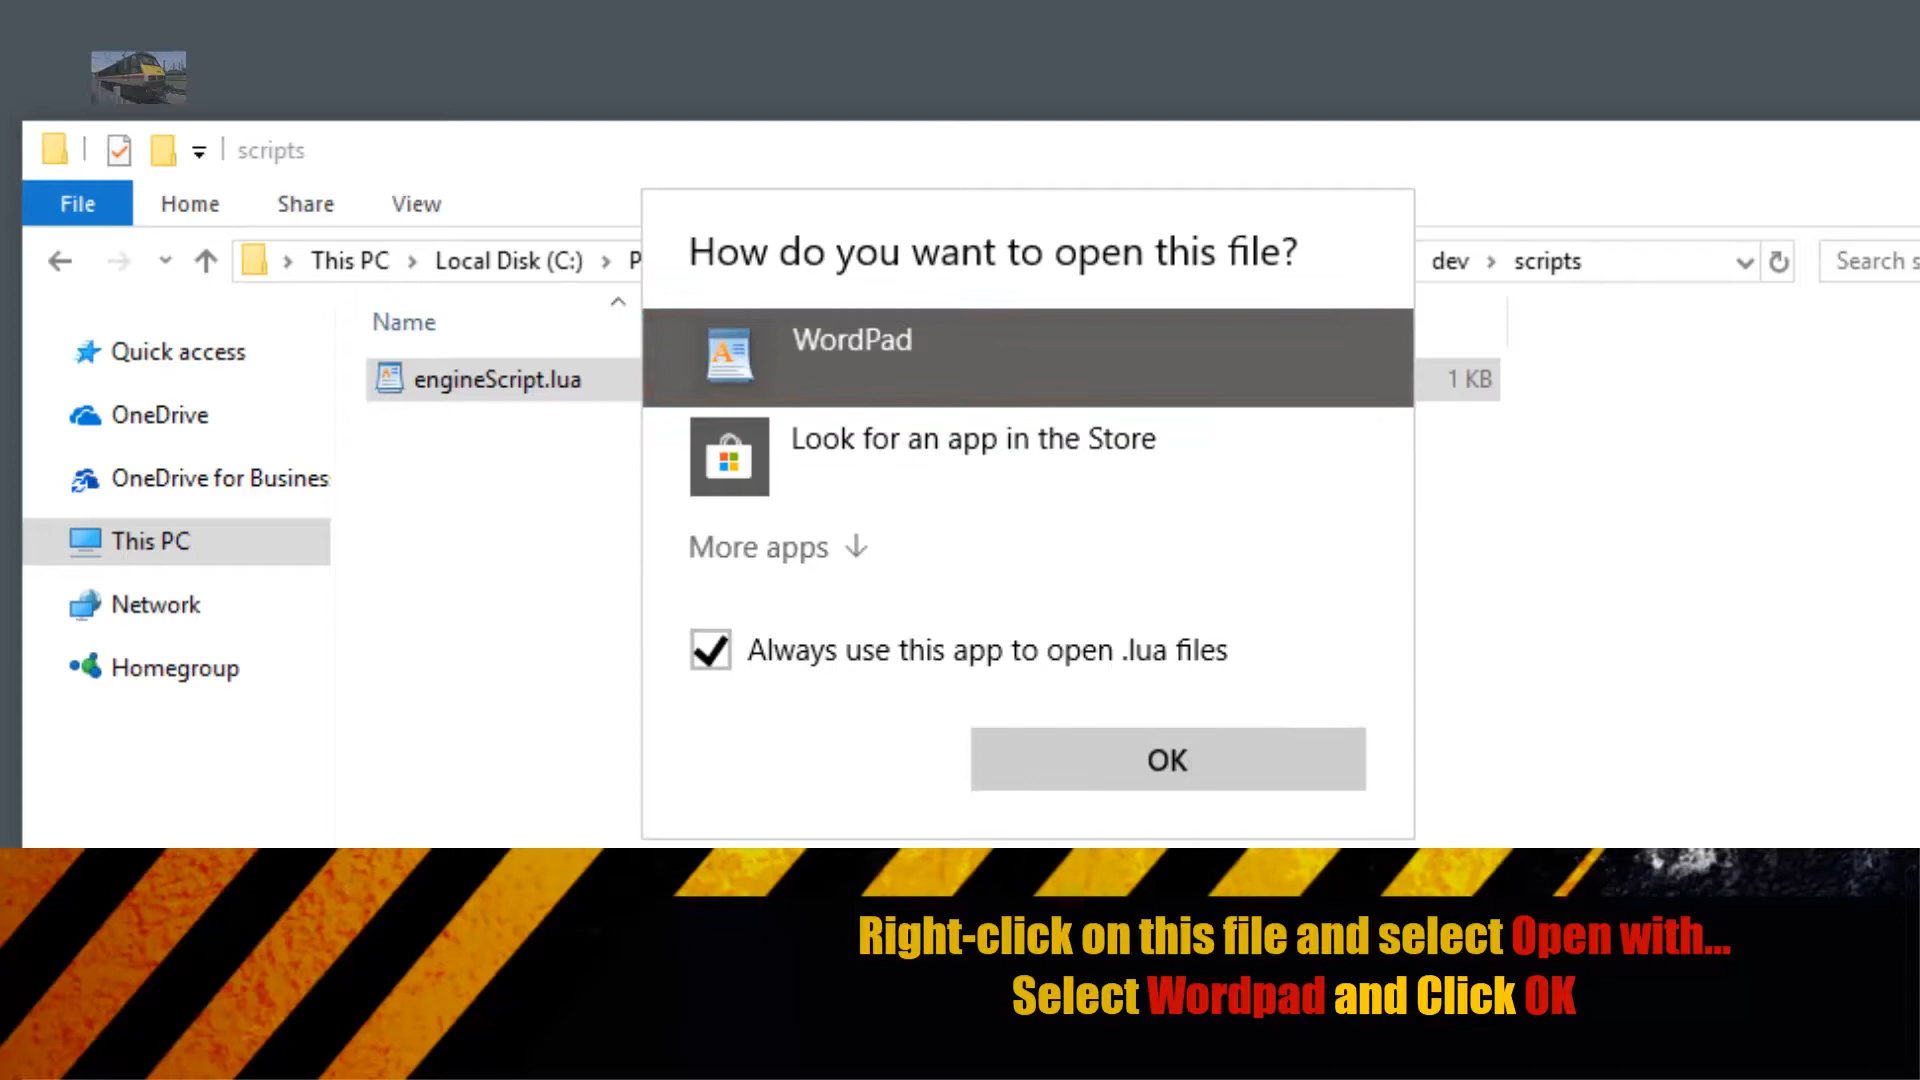 scripts
File Home Share View
This PC Local Disk (C:) P dev scripts Search s
Name
Quick access
OneDrive
OneDrive for Busines
This PC
Network
Homegroup
engineScript.lua 1 KB
How do you want to open this file?
WordPad
Look for an app in the Store
More apps
Always use this app to open .lua files
OK
Right-click on this file and select Open with...
Select Wordpad and Click OK